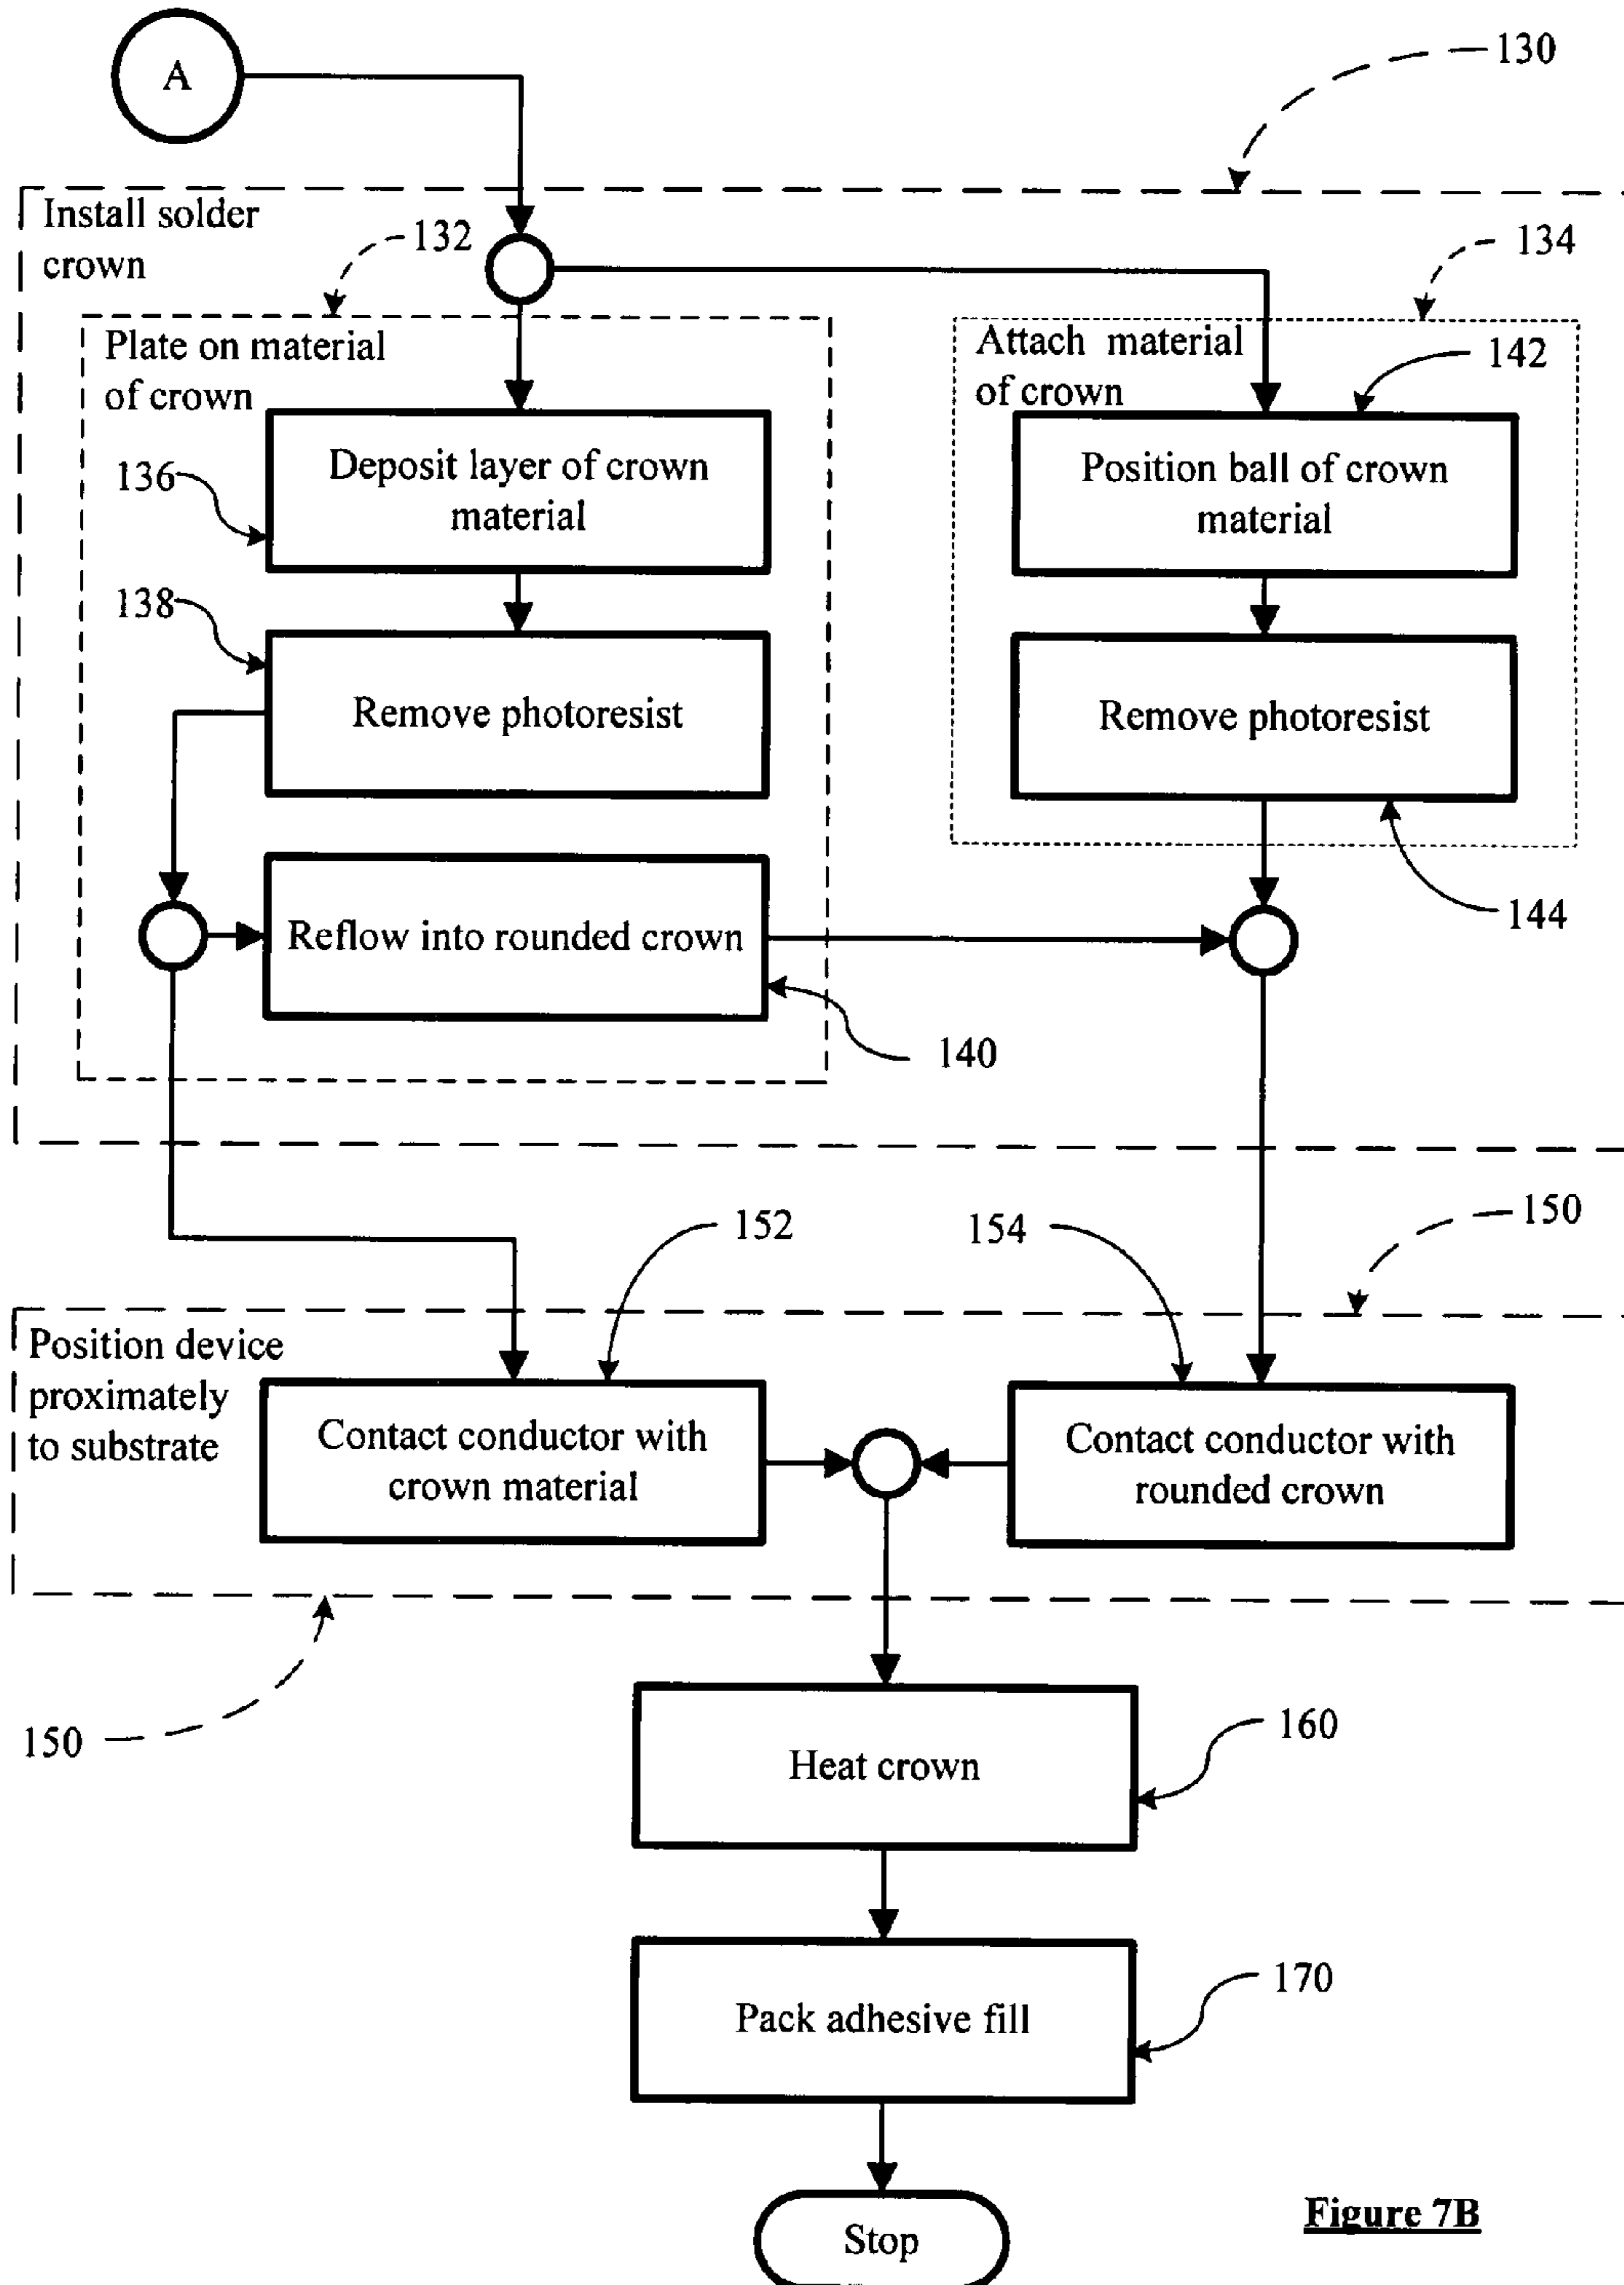 A
130
Install solder
crown
132
134
Plate on material
of crown
Attach material
of crown
142
136
Deposit layer of crown
material
Position ball of crown
material
138
Remove photoresist
Remove photoresist
144
Reflow into rounded crown
140
150
152
154
Position device
proximately
to substrate
Contact conductor with
crown material
Contact conductor with
rounded crown
150
160
Heat crown
170
Pack adhesive fill
Stop
Figure 7B